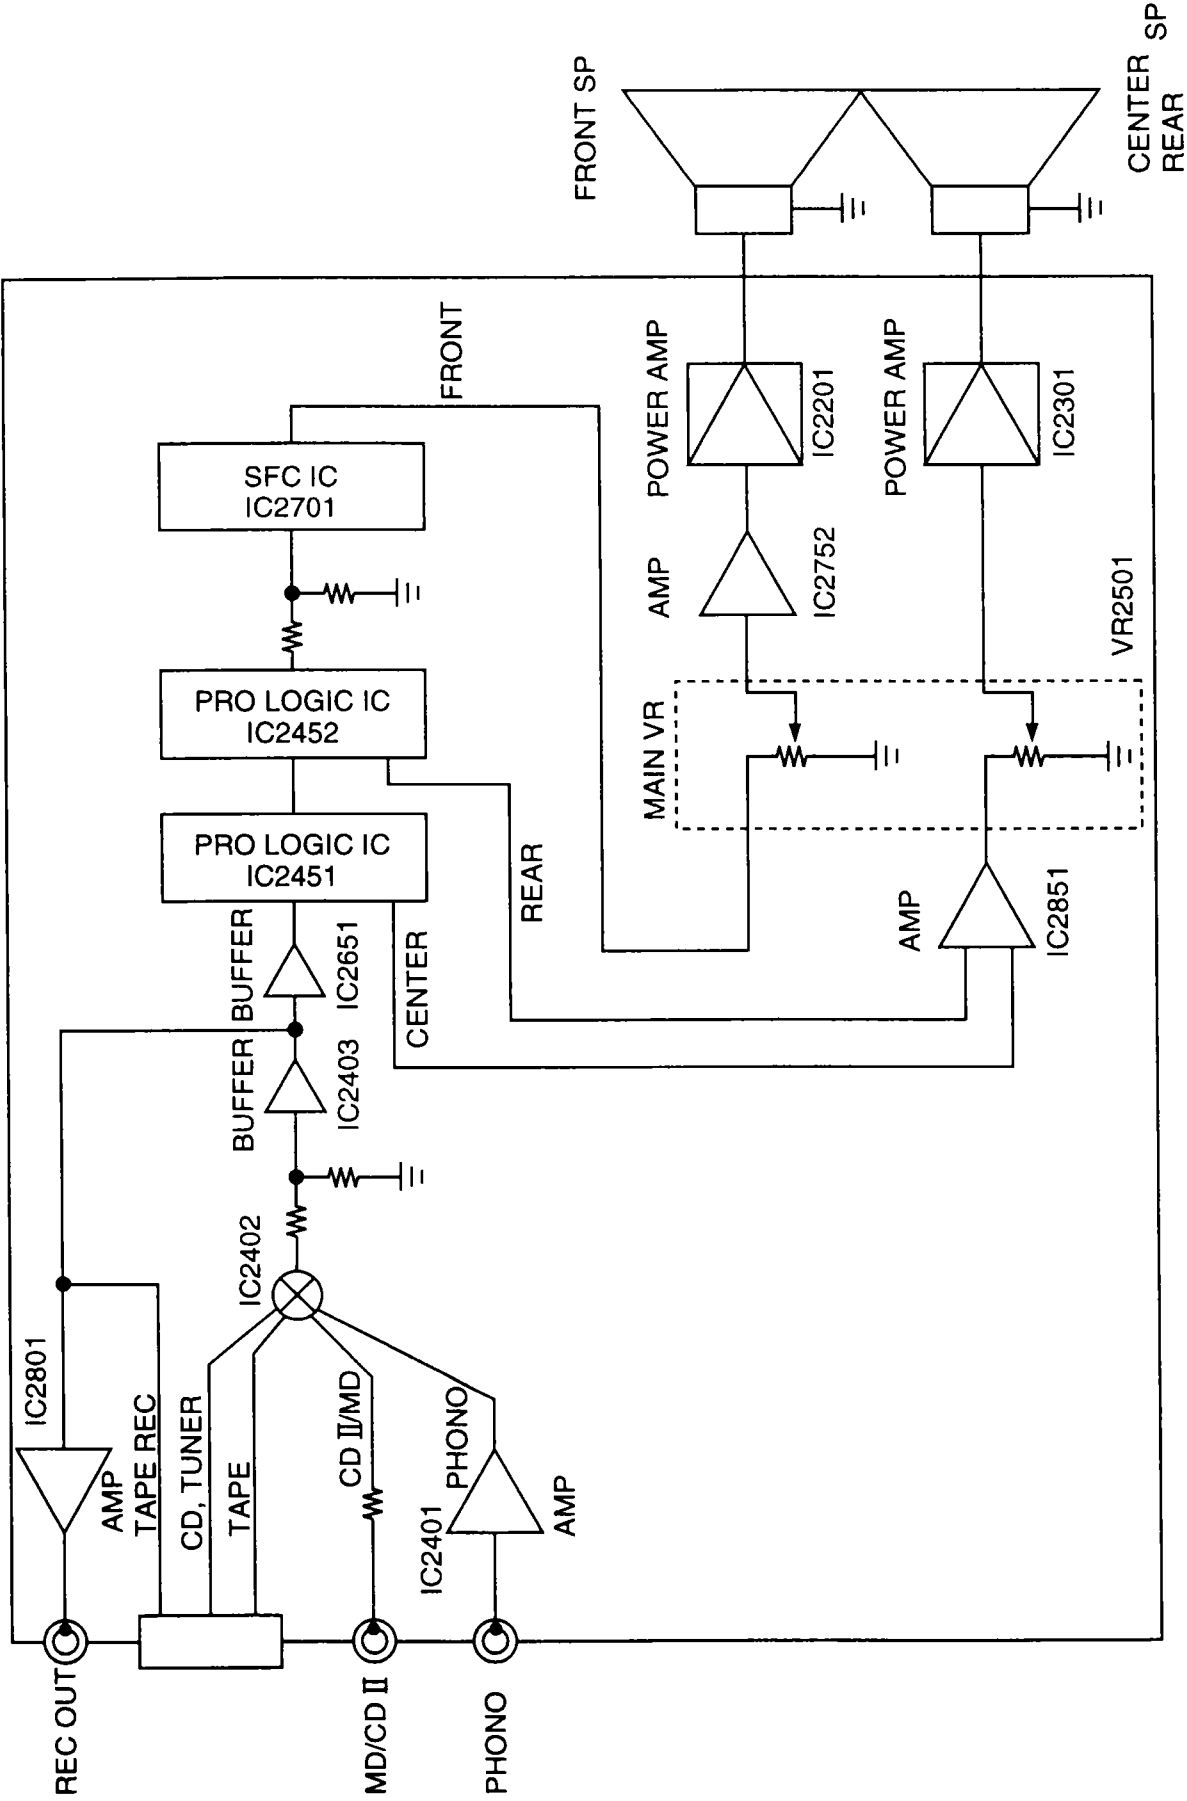 REC OUT
MD/CD II
PHONO
IC2801
AMP
TAPE REC
CD, TUNER
TAPE
CD II/MD
PHONO
IC2401
AMP
IC2402
BUFFER
IC2403
BUFFER
IC2651
CENTER
PRO LOGIC IC
IC2451
REAR
PRO LOGIC IC
IC2452
SFC IC
IC2701
FRONT
AMP
IC2851
MAIN VR
VR2501
AMP
IC2752
POWER AMP
IC2201
POWER AMP
IC2301
FRONT SP
CENTER
REAR
SP